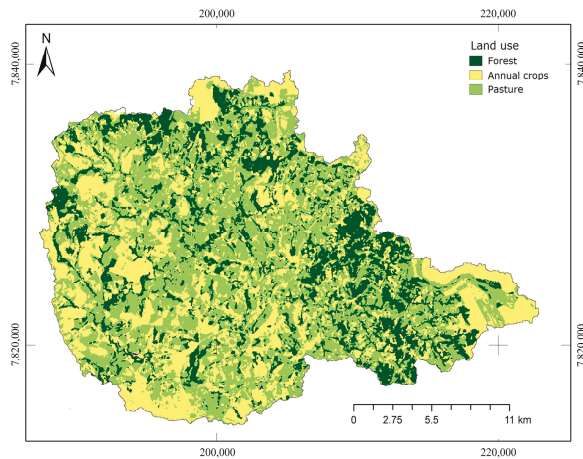 200,000 220,000
N
7,840,000 7,840,000
Land use
Forest
Annual crops
Pasture
7,820,000 7,820,000
0 2.75 5.5 11 km
200,000 220,000